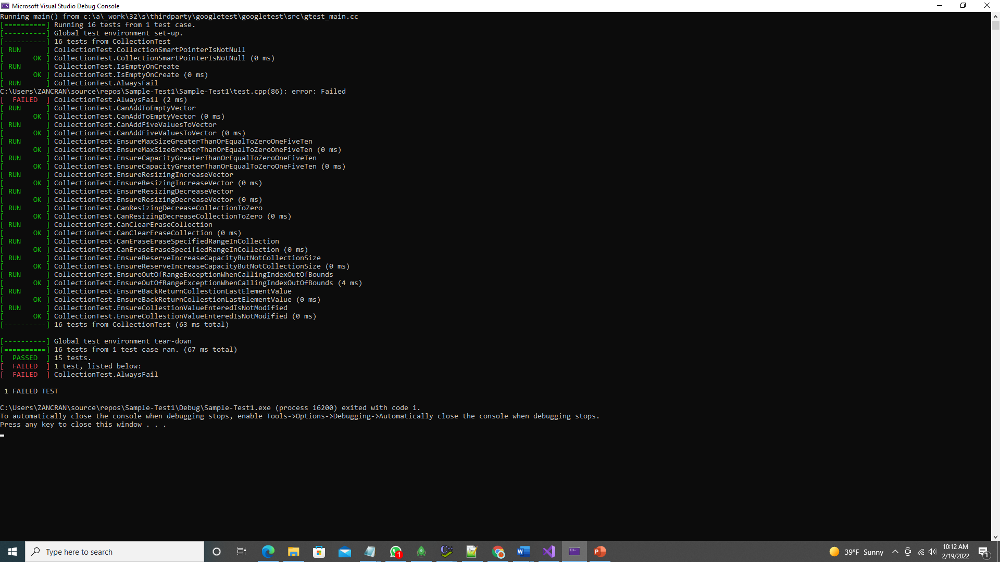 Microsoft Visual Studio Debug Console
Running main() from c:\a\_work\32\s\thirdparty\googletest\googletest\src\gtest_main.cc
[==========] Running 16 tests from 1 test case.
[----------] Global test environment set-up.
[----------] 16 tests from CollectionTest
[ RUN      ] CollectionTest.CollectionSmartPointerIsNotNull
[       OK ] CollectionTest.CollectionSmartPointerIsNotNull (0 ms)
[ RUN      ] CollectionTest.IsEmptyOnCreate
[       OK ] CollectionTest.IsEmptyOnCreate (0 ms)
[ RUN      ] CollectionTest.AlwaysFail
C:\Users\ZANCRAN\source\repos\Sample-Test1\Sample-Test1\test.cpp(86): error: Failed
[  FAILED  ] CollectionTest.AlwaysFail (2 ms)
[ RUN      ] CollectionTest.CanAddToEmptyVector
[       OK ] CollectionTest.CanAddToEmptyVector (0 ms)
[ RUN      ] CollectionTest.CanAddFiveValuesToVector
[       OK ] CollectionTest.CanAddFiveValuesToVector (0 ms)
[ RUN      ] CollectionTest.EnsureMaxSizeGreaterThanOrEqualToZeroOneFiveTen
[       OK ] CollectionTest.EnsureMaxSizeGreaterThanOrEqualToZeroOneFiveTen (0 ms)
[ RUN      ] CollectionTest.EnsureCapacityGreaterThanOrEqualToZeroOneFiveTen
[       OK ] CollectionTest.EnsureCapacityGreaterThanOrEqualToZeroOneFiveTen (0 ms)
[ RUN      ] CollectionTest.EnsureResizingIncreaseVector
[       OK ] CollectionTest.EnsureResizingIncreaseVector (0 ms)
[ RUN      ] CollectionTest.EnsureResizingDecreaseVector
[       OK ] CollectionTest.EnsureResizingDecreaseVector (0 ms)
[ RUN      ] CollectionTest.CanResizingDecreaseCollectionToZero
[       OK ] CollectionTest.CanResizingDecreaseCollectionToZero (0 ms)
[ RUN      ] CollectionTest.CanClearEraseCollection
[       OK ] CollectionTest.CanClearEraseCollection (0 ms)
[ RUN      ] CollectionTest.CanEraseEraseSpecifiedRangeInCollection
[       OK ] CollectionTest.CanEraseEraseSpecifiedRangeInCollection (0 ms)
[ RUN      ] CollectionTest.EnsureReserveIncreaseCapacityButNotCollectionSize
[       OK ] CollectionTest.EnsureReserveIncreaseCapacityButNotCollectionSize (0 ms)
[ RUN      ] CollectionTest.EnsureOutOfRangeExceptionWhenCallingIndexOutOfBounds
[       OK ] CollectionTest.EnsureOutOfRangeExceptionWhenCallingIndexOutOfBounds (4 ms)
[ RUN      ] CollectionTest.EnsureBackReturnCollestionLastElementValue
[       OK ] CollectionTest.EnsureBackReturnCollestionLastElementValue (0 ms)
[ RUN      ] CollectionTest.EnsureCollestionValueEnteredIsNotModified
[       OK ] CollectionTest.EnsureCollestionValueEnteredIsNotModified (0 ms)
[----------] 16 tests from CollectionTest (63 ms total)
[----------] Global test environment tear-down
[==========] 16 tests from 1 test case ran. (67 ms total)
[  PASSED  ] 15 tests.
[  FAILED  ] 1 test, listed below:
[  FAILED  ] CollectionTest.AlwaysFail
1 FAILED TEST
C:\Users\ZANCRAN\source\repos\Sample-Test1\Debug\Sample-Test1.exe (process 16200) exited with code 1.
To automatically close the console when debugging stops, enable Tools->Options->Debugging->Automatically close the console when debugging stops.
Press any key to close this window . . .
Type here to search
1
39°F Sunny
10:12 AM
2/19/2022
1